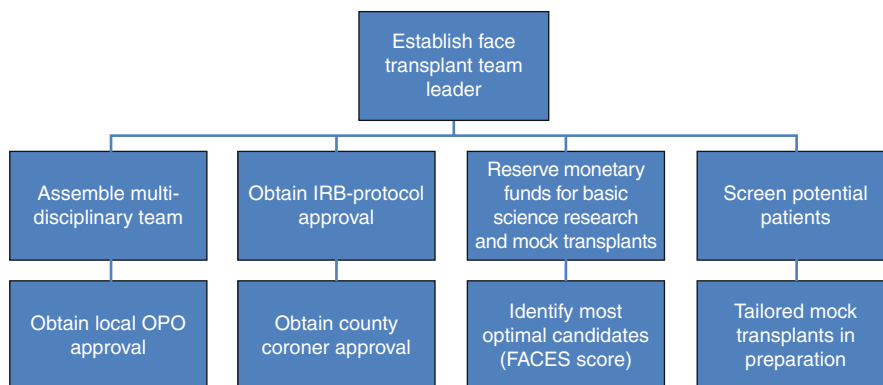 Establish face
transplant team
leader
Assemble multi-
disciplinary team
Obtain IRB-protocol
approval
Reserve monetary
funds for basic
science research
and mock transplants
Screen potential
patients
Obtain local OPO
approval
Obtain county
coroner approval
Identify most
optimal candidates
(FACES score)
Tailored mock
transplants in
preparation